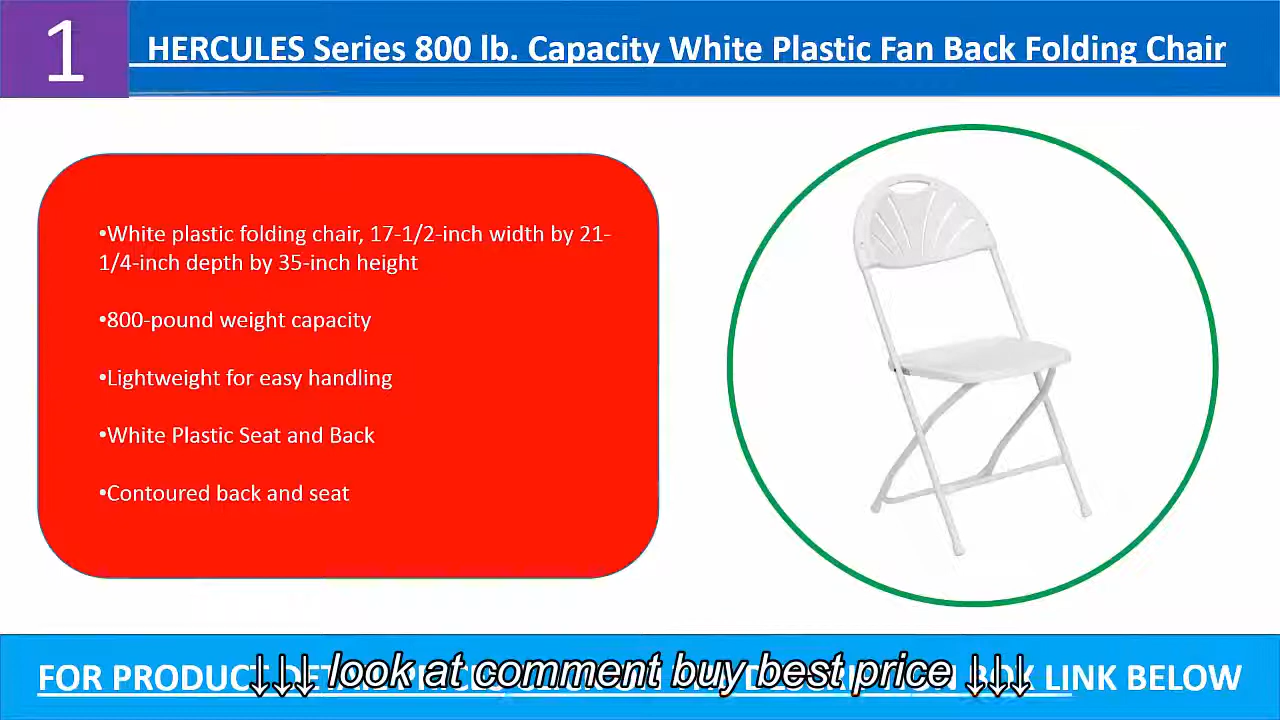 1
HERCULES Series 800 lb. Capacity White Plastic Fan Back Folding Chair
•White plastic folding chair, 17-1/2-inch width by 21-
1/4-inch depth by 35-inch height
•800-pound weight capacity
•Lightweight for easy handling
•White Plastic Seat and Back
•Contoured back and seat
FOR PRODUCT BOX LINK BELOW
↓↓↓ look at comment buy best price ↓↓↓